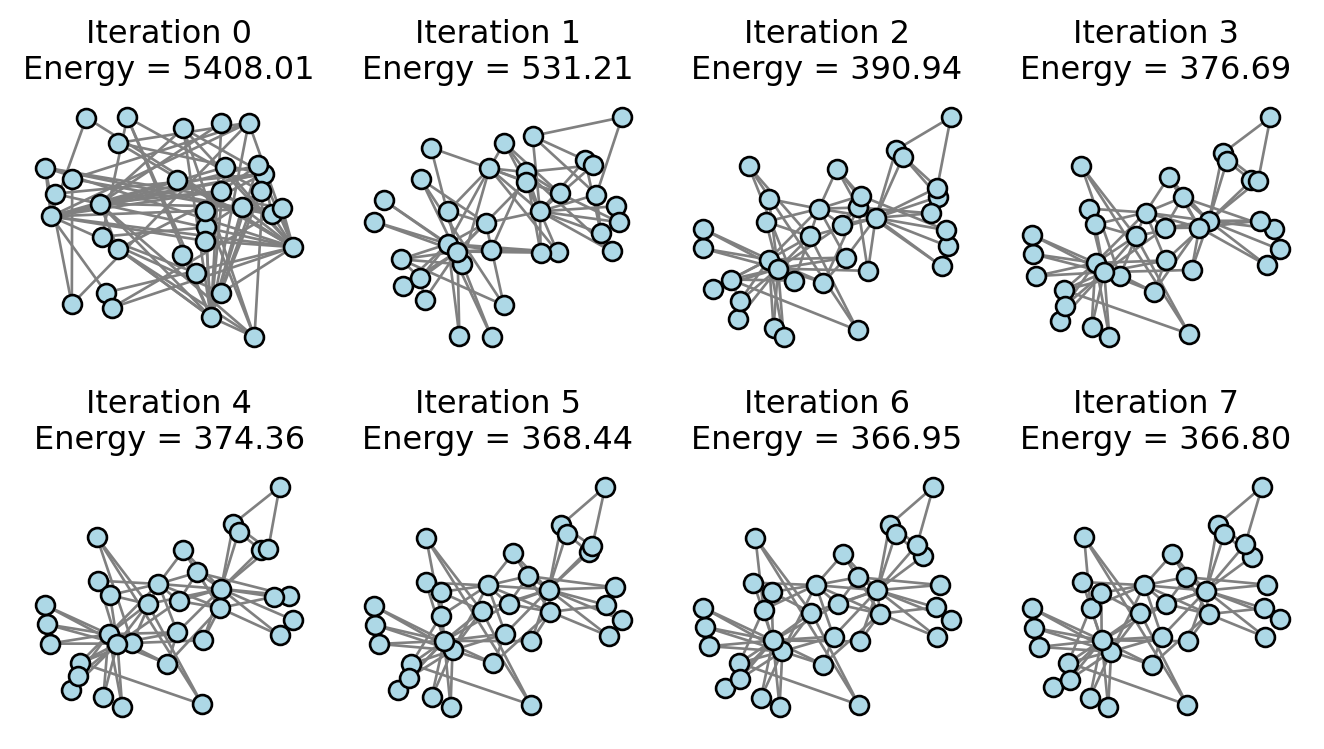 Iteration 0
Energy = 5408.01
Iteration 1
Energy = 531.21
Iteration 2
Energy = 390.94
Iteration 3
Energy = 376.69
Iteration 4
Energy = 374.36
Iteration 5
Energy = 368.44
Iteration 6
Energy = 366.95
Iteration 7
Energy = 366.80